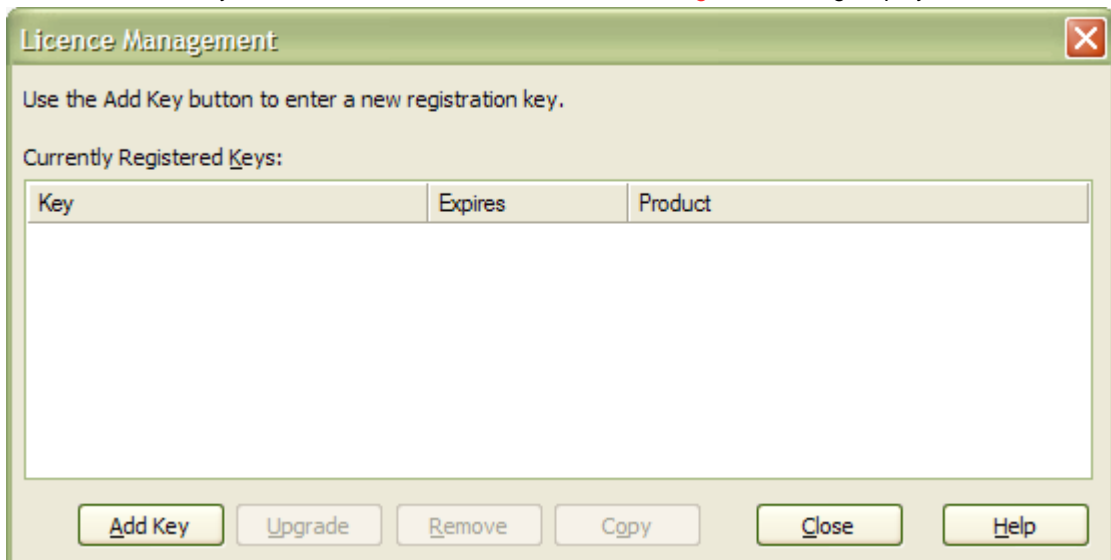 Licence Management
Use the Add Key button to enter a new registration key.
Currently Registered Keys:
Key Expires Product
Add Key Upgrade Remove Copy Close Help